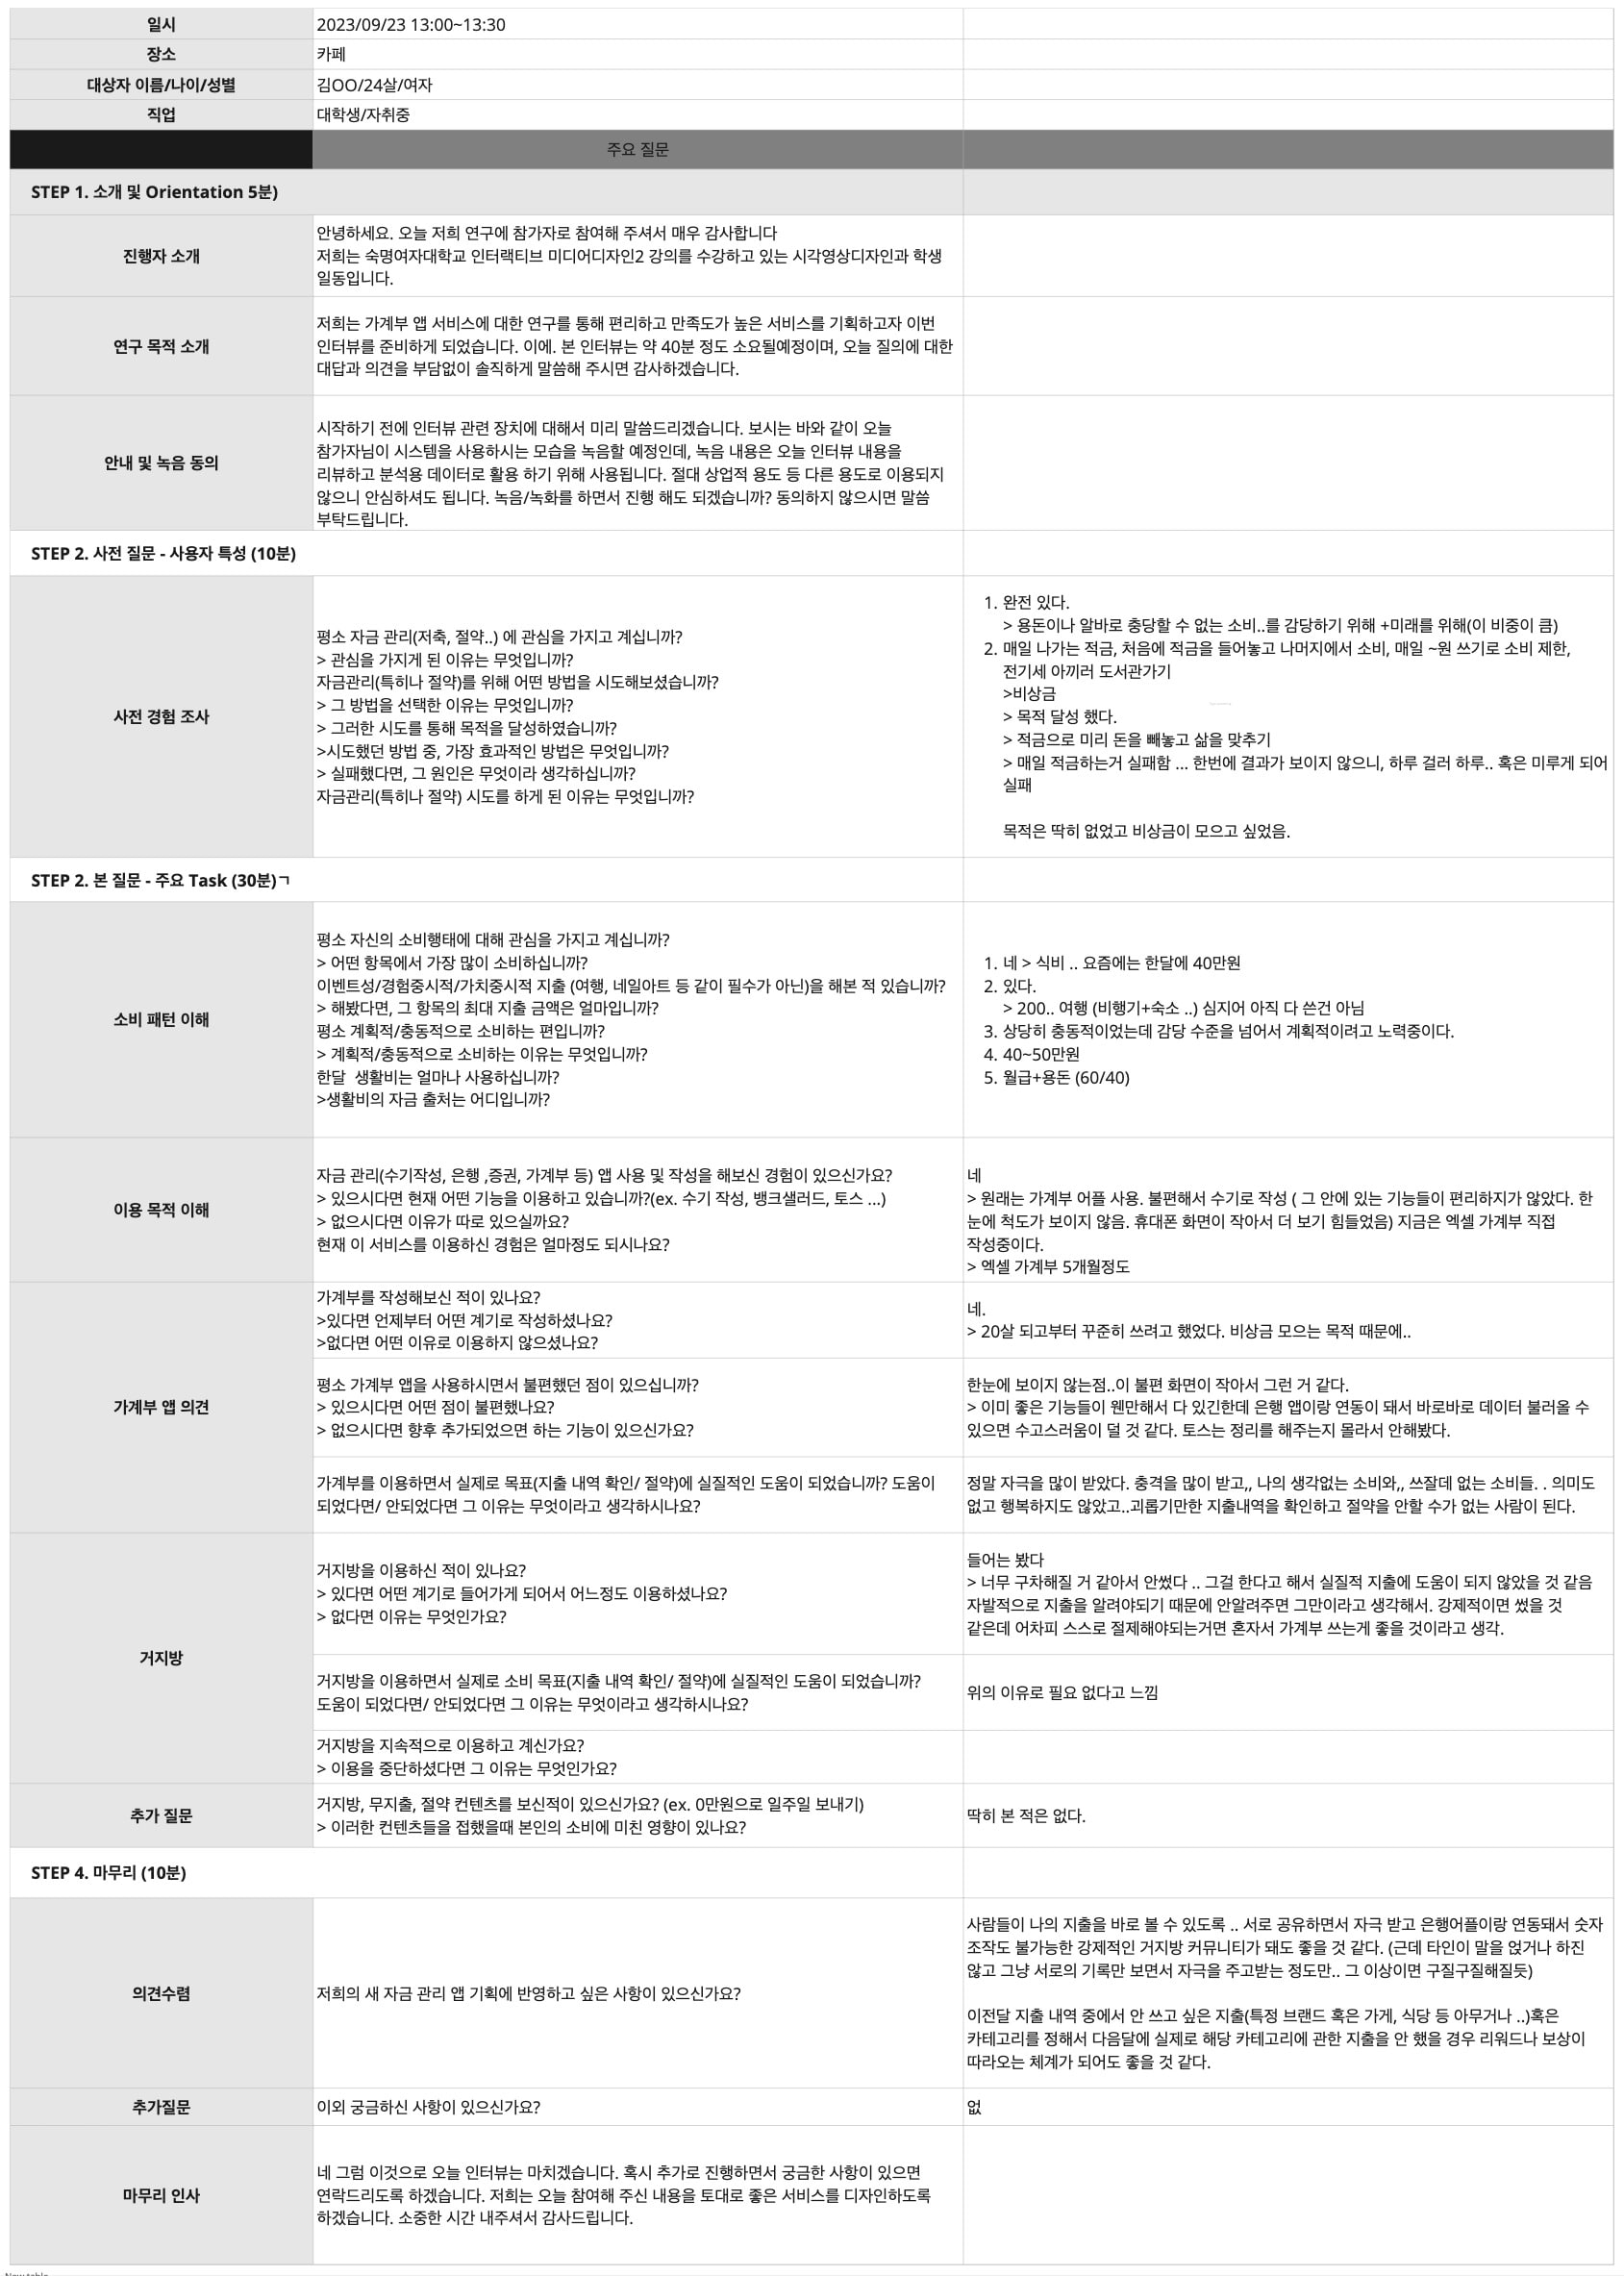 일시
2023/09/23 13:00~13:30
장소
카페
대상자 이름/나이/성별
김OO/24살/여자
직업
대학생/자취중
주요 질문
STEP 1. 소개 및 Orientation 5분)
진행자 소개
안녕하세요. 오늘 저희 연구에 참가자로 참여해 주셔서 매우 감사합니다
저희는 숙명여자대학교 인터랙티브 미디어디자인2 강의를 수강하고 있는 시각영상디자인과 학생
일동입니다.
연구 목적 소개
저희는 가계부 앱 서비스에 대한 연구를 통해 편리하고 만족도가 높은 서비스를 기획하고자 이번
인터뷰를 준비하게 되었습니다. 이에. 본 인터뷰는 약 40분 정도 소요될예정이며, 오늘 질의에 대한
대답과 의견을 부담없이 솔직하게 말씀해 주시면 감사하겠습니다.
안내 및 녹음 동의
시작하기 전에 인터뷰 관련 장치에 대해서 미리 말씀드리겠습니다. 보시는 바와 같이 오늘
참가자님이 시스템을 사용하시는 모습을 녹음할 예정인데, 녹음 내용은 오늘 인터뷰 내용을
리뷰하고 분석용 데이터로 활용 하기 위해 사용됩니다. 절대 상업적 용도 등 다른 용도로 이용되지
않으니 안심하셔도 됩니다. 녹음/녹화를 하면서 진행 해도 되겠습니까? 동의하지 않으시면 말씀
부탁드립니다.
STEP 2. 사전 질문 - 사용자 특성 (10분)
사전 경험 조사
평소 자금 관리(저축, 절약..) 에 관심을 가지고 계십니까?
> 관심을 가지게 된 이유는 무엇입니까?
자금관리(특히나 절약)를 위해 어떤 방법을 시도해보셨습니까?
> 그 방법을 선택한 이유는 무엇입니까?
> 그러한 시도를 통해 목적을 달성하였습니까?
>시도했던 방법 중, 가장 효과적인 방법은 무엇입니까?
> 실패했다면, 그 원인은 무엇이라 생각하십니까?
자금관리(특히나 절약) 시도를 하게 된 이유는 무엇입니까?
1. 완전 있다.
> 용돈이나 알바로 충당할 수 없는 소비..를 감당하기 위해 +미래를 위해(이 비중이 큼)
2. 매일 나가는 적금, 처음에 적금을 들어놓고 나머지에서 소비, 매일 ~원 쓰기로 소비 제한,
전기세 아끼러 도서관가기
>비상금
> 목적 달성 했다.
> 적금으로 미리 돈을 빼놓고 삶을 맞추기
> 매일 적금하는거 실패함 ... 한번에 결과가 보이지 않으니, 하루 걸러 하루.. 혹은 미루게 되어
실패
목적은 딱히 없었고 비상금이 모으고 싶었음.
STEP 2. 본 질문 - 주요 Task (30분)ㄱ
소비 패턴 이해
평소 자신의 소비행태에 대해 관심을 가지고 계십니까?
> 어떤 항목에서 가장 많이 소비하십니까?
이벤트성/경험중시적/가치중시적 지출 (여행, 네일아트 등 같이 필수가 아닌)을 해본 적 있습니까?
> 해봤다면, 그 항목의 최대 지출 금액은 얼마입니까?
평소 계획적/충동적으로 소비하는 편입니까?
> 계획적/충동적으로 소비하는 이유는 무엇입니까?
한달  생활비는 얼마나 사용하십니까?
>생활비의 자금 출처는 어디입니까?
1. 네 > 식비 .. 요즘에는 한달에 40만원
2. 있다.
> 200.. 여행 (비행기+숙소 ..) 심지어 아직 다 쓴건 아님
3. 상당히 충동적이었는데 감당 수준을 넘어서 계획적이려고 노력중이다.
4. 40~50만원
5. 월급+용돈 (60/40)
이용 목적 이해
자금 관리(수기작성, 은행 ,증권, 가계부 등) 앱 사용 및 작성을 해보신 경험이 있으신가요?
> 있으시다면 현재 어떤 기능을 이용하고 있습니까?(ex. 수기 작성, 뱅크샐러드, 토스 ...)
> 없으시다면 이유가 따로 있으실까요?
현재 이 서비스를 이용하신 경험은 얼마정도 되시나요?
네
> 원래는 가계부 어플 사용. 불편해서 수기로 작성 ( 그 안에 있는 기능들이 편리하지가 않았다. 한
눈에 척도가 보이지 않음. 휴대폰 화면이 작아서 더 보기 힘들었음) 지금은 엑셀 가계부 직접
작성중이다.
> 엑셀 가계부 5개월정도
가계부 앱 의견
가계부를 작성해보신 적이 있나요?
>있다면 언제부터 어떤 계기로 작성하셨나요?
>없다면 어떤 이유로 이용하지 않으셨나요?
네.
> 20살 되고부터 꾸준히 쓰려고 했었다. 비상금 모으는 목적 때문에..
평소 가계부 앱을 사용하시면서 불편했던 점이 있으십니까?
> 있으시다면 어떤 점이 불편했나요?
> 없으시다면 향후 추가되었으면 하는 기능이 있으신가요?
한눈에 보이지 않는점..이 불편 화면이 작아서 그런 거 같다.
> 이미 좋은 기능들이 웬만해서 다 있긴한데 은행 앱이랑 연동이 돼서 바로바로 데이터 불러올 수
있으면 수고스러움이 덜 것 같다. 토스는 정리를 해주는지 몰라서 안해봤다.
가계부를 이용하면서 실제로 목표(지출 내역 확인/ 절약)에 실질적인 도움이 되었습니까? 도움이
되었다면/ 안되었다면 그 이유는 무엇이라고 생각하시나요?
정말 자극을 많이 받았다. 충격을 많이 받고,, 나의 생각없는 소비와,, 쓰잘데 없는 소비들. . 의미도
없고 행복하지도 않았고..괴롭기만한 지출내역을 확인하고 절약을 안할 수가 없는 사람이 된다.
거지방
거지방을 이용하신 적이 있나요?
> 있다면 어떤 계기로 들어가게 되어서 어느정도 이용하셨나요?
> 없다면 이유는 무엇인가요?
들어는 봤다
> 너무 구차해질 거 같아서 안썼다 .. 그걸 한다고 해서 실질적 지출에 도움이 되지 않았을 것 같음
자발적으로 지출을 알려야되기 때문에 안알려주면 그만이라고 생각해서. 강제적이면 썼을 것
같은데 어차피 스스로 절제해야되는거면 혼자서 가계부 쓰는게 좋을 것이라고 생각.
거지방을 이용하면서 실제로 소비 목표(지출 내역 확인/ 절약)에 실질적인 도움이 되었습니까?
도움이 되었다면/ 안되었다면 그 이유는 무엇이라고 생각하시나요?
위의 이유로 필요 없다고 느낌
거지방을 지속적으로 이용하고 계신가요?
> 이용을 중단하셨다면 그 이유는 무엇인가요?
추가 질문
거지방, 무지출, 절약 컨텐츠를 보신적이 있으신가요? (ex. 0만원으로 일주일 보내기)
> 이러한 컨텐츠들을 접했을때 본인의 소비에 미친 영향이 있나요?
딱히 본 적은 없다.
STEP 4. 마무리 (10분)
의견수렴
저희의 새 자금 관리 앱 기획에 반영하고 싶은 사항이 있으신가요?
사람들이 나의 지출을 바로 볼 수 있도록 .. 서로 공유하면서 자극 받고 은행어플이랑 연동돼서 숫자
조작도 불가능한 강제적인 거지방 커뮤니티가 돼도 좋을 것 같다. (근데 타인이 말을 얹거나 하진
않고 그냥 서로의 기록만 보면서 자극을 주고받는 정도만.. 그 이상이면 구질구질해질듯)
이전달 지출 내역 중에서 안 쓰고 싶은 지출(특정 브랜드 혹은 가게, 식당 등 아무거나 ..)혹은
카테고리를 정해서 다음달에 실제로 해당 카테고리에 관한 지출을 안 했을 경우 리워드나 보상이
따라오는 체계가 되어도 좋을 것 같다.
추가질문
이외 궁금하신 사항이 있으신가요?
없
마무리 인사
네 그럼 이것으로 오늘 인터뷰는 마치겠습니다. 혹시 추가로 진행하면서 궁금한 사항이 있으면
연락드리도록 하겠습니다. 저희는 오늘 참여해 주신 내용을 토대로 좋은 서비스를 디자인하도록
하겠습니다. 소중한 시간 내주셔서 감사드립니다.